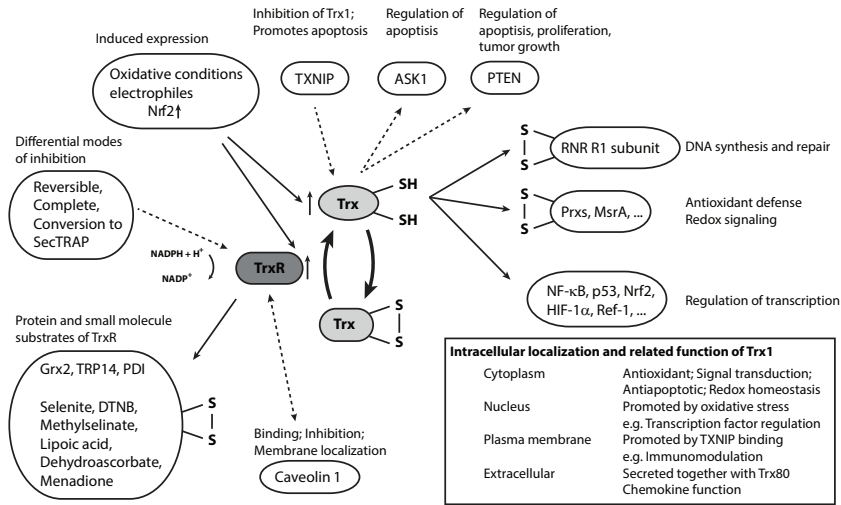 Inhibition of Trx1;
Promotes apoptosis
Regulation of
apoptosis
Regulation of
apoptosis, proliferation,
tumor growth
Induced expression
Oxidative conditions
electrophiles
Nrf2↑
TXNIP
ASK1
PTEN
Differential modes
of inhibition
Reversible,
Complete,
Conversion to
SecTRAP
↑ Trx
SH
SH
S
S
RNR R1 subunit
DNA synthesis and repair
S
S
Prxs, MsrA, ...
Antioxidant defense
Redox signaling
NADPH + H⁺
NADP⁺
TrxR ↑
NF-κB, p53, Nrf2,
HIF-1α, Ref-1, ...
Regulation of transcription
Trx
S
S
Protein and small molecule
substrates of TrxR
Grx2, TRP14, PDI
Selenite, DTNB,
Methylselinate,
Lipoic acid,
Dehydroascorbate,
Menadione
S
S
Binding; Inhibition;
Membrane localization
Caveolin 1
Intracellular localization and related function of Trx1
Cytoplasm Antioxidant; Signal transduction;
Antiapoptotic; Redox homeostasis
Nucleus Promoted by oxidative stress
e.g. Transcription factor regulation
Plasma membrane Promoted by TXNIP binding
e.g. Immunomodulation
Extracellular Secreted together with Trx80
Chemokine function